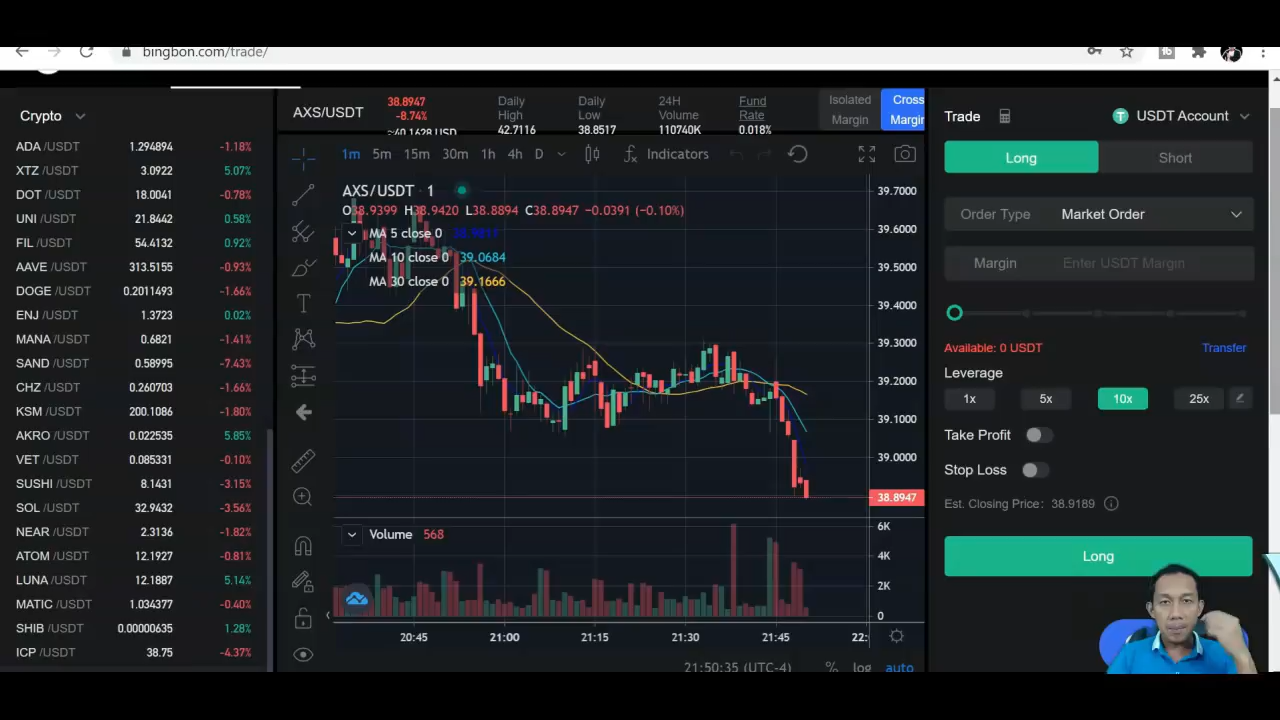 bingbon.com/trade/
Crypto
ADA /USDT 1.294894 -1.18%
XTZ /USDT 3.0922 5.07%
DOT /USDT 18.0041 -0.78%
UNI /USDT 21.8442 0.58%
FIL /USDT 54.4132 0.92%
AAVE /USDT 313.5155 -0.93%
DOGE /USDT 0.2011493 -1.66%
ENJ /USDT 1.3723 0.02%
MANA /USDT 0.6821 -1.41%
SAND /USDT 0.58995 -7.43%
CHZ /USDT 0.260703 -1.66%
KSM /USDT 200.1086 -1.80%
AKRO /USDT 0.022535 5.85%
VET /USDT 0.085331 -0.10%
SUSHI /USDT 8.1431 -3.15%
SOL /USDT 32.9432 -3.56%
NEAR /USDT 2.3136 -1.82%
ATOM /USDT 12.1927 -0.81%
LUNA /USDT 12.1887 5.14%
MATIC /USDT 1.034377 -0.40%
SHIB /USDT 0.00000635 1.28%
ICP /USDT 38.75 -4.37%
AXS/USDT
38.8947
-8.74%
≈40.1628 USD
Daily
High
42.7116
Daily
Low
38.8517
24H
Volume
110740K
Fund
Rate
0.018%
Isolated
Margin
Cross
Margin
1m 5m 15m 30m 1h 4h D Indicators
AXS/USDT · 1
O38.9399 H38.9420 L38.8894 C38.8947 -0.0391 (-0.10%)
MA 5 close 0
MA 10 close 0 39.0684
MA 30 close 0 39.1666
39.7000
39.6000
39.5000
39.4000
39.3000
39.2000
39.1000
39.0000
38.8947
Volume 568
6K
4K
2K
0
20:45 21:00 21:15 21:30 21:45 22:
21:50:35 (UTC-4) % log auto
Trade
USDT Account
Long Short
Order Type Market Order
Margin Enter USDT Margin
Available: 0 USDT Transfer
Leverage
1x 5x 10x 25x
Take Profit
Stop Loss
Est. Closing Price: 38.9189
Long